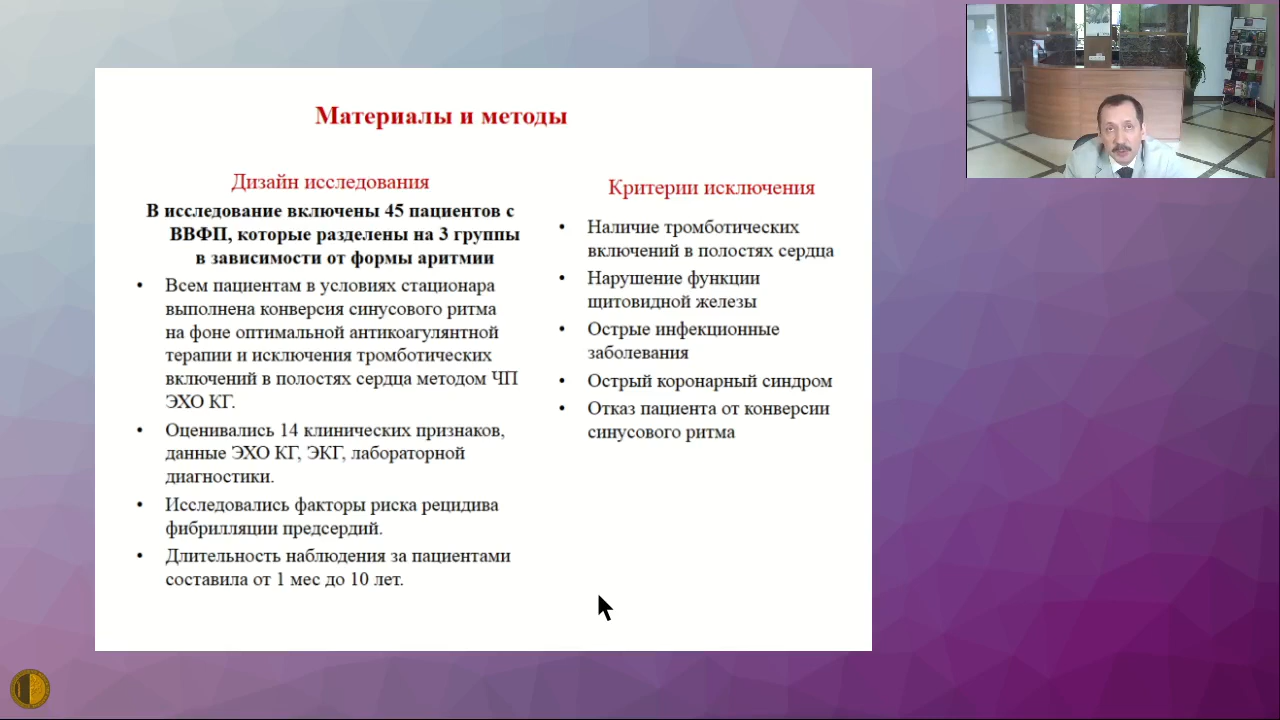 Материалы и методы
Дизайн исследования
В исследование включены 45 пациентов с
ВВФП, которые разделены на 3 группы
в зависимости от формы аритмии
• Всем пациентам в условиях стационара
выполнена конверсия синусового ритма
на фоне оптимальной антикоагулянтной
терапии и исключения тромботических
включений в полостях сердца методом ЧП
ЭХО КГ.
• Оценивались 14 клинических признаков,
данные ЭХО КГ, ЭКГ, лабораторной
диагностики.
• Исследовались факторы риска рецидива
фибрилляции предсердий.
• Длительность наблюдения за пациентами
составила от 1 мес до 10 лет.
Критерии исключения
• Наличие тромботических
включений в полостях сердца
• Нарушение функции
щитовидной железы
• Острые инфекционные
заболевания
• Острый коронарный синдром
• Отказ пациента от конверсии
синусового ритма